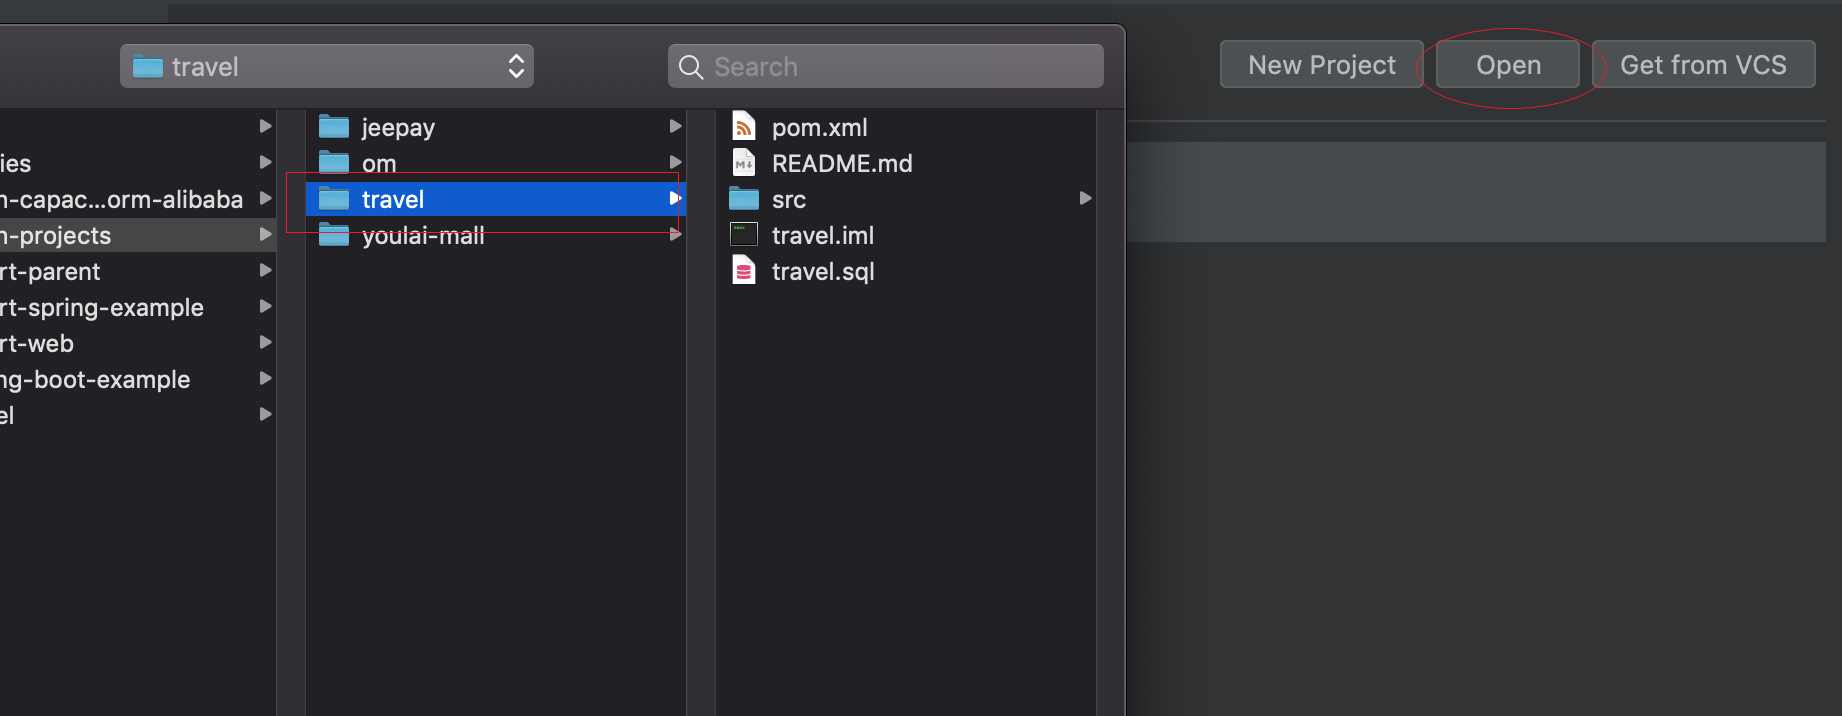 travel
Search
New Project
Open
Get from VCS
ies
n-capac...orm-alibaba
n-projects
rt-parent
rt-spring-example
rt-web
ng-boot-example
el
jeepay
om
travel
youlai-mall
pom.xml
README.md
src
travel.iml
travel.sql